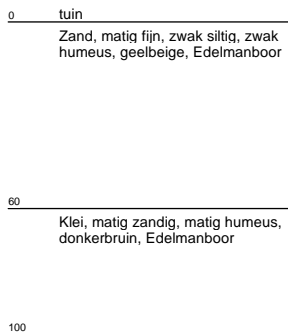 0 tuin
Zand, matig fijn, zwak siltig, zwak
humeus, geelbeige, Edelmanboor
60
Klei, matig zandig, matig humeus,
donkerbruin, Edelmanboor
100